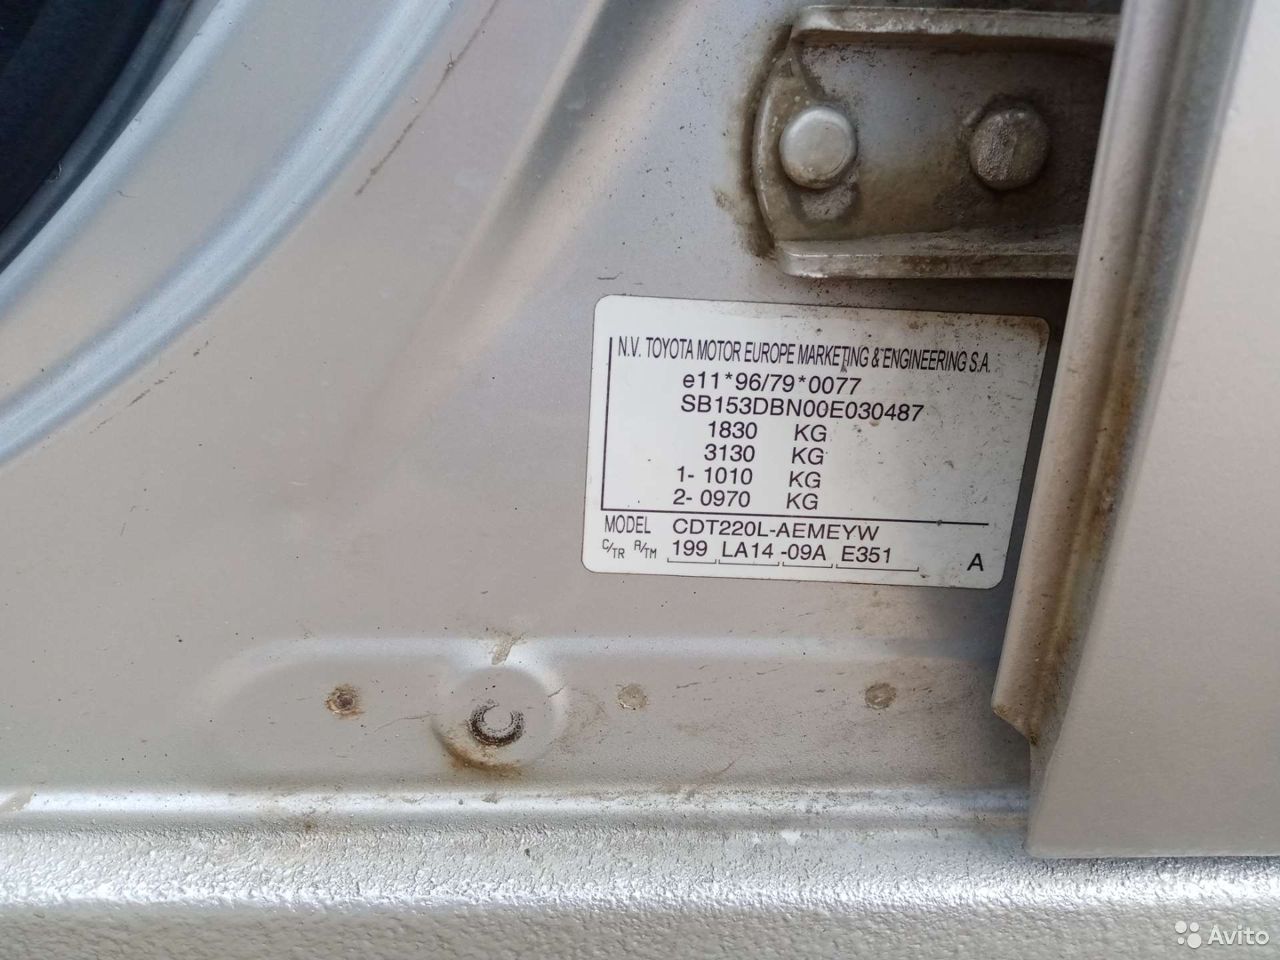 N.V. TOYOTA MOTOR EUROPE MARKETING & ENGINEERING S.A.
e11*96/79*0077
SB153DBN00E030487
1830 KG
3130 KG
1- 1010 KG
2- 0970 KG
MODEL CDT220L-AEMEYW
C/TR A/TM 199 LA14 -09A E351 A
Avito